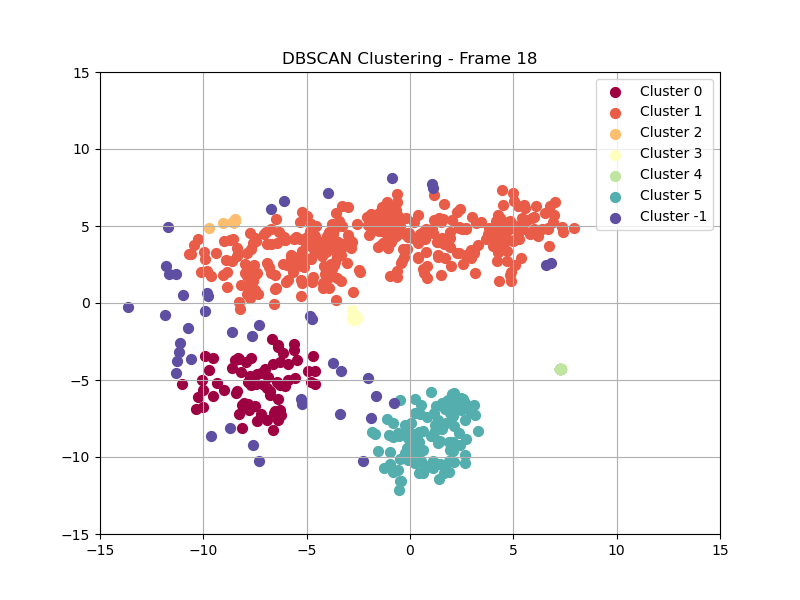 DBSCAN Clustering - Frame 18
15
10
5
0
−5
−10
−15
−15
−10
−5
0
5
10
15
Cluster 0
Cluster 1
Cluster 2
Cluster 3
Cluster 4
Cluster 5
Cluster -1